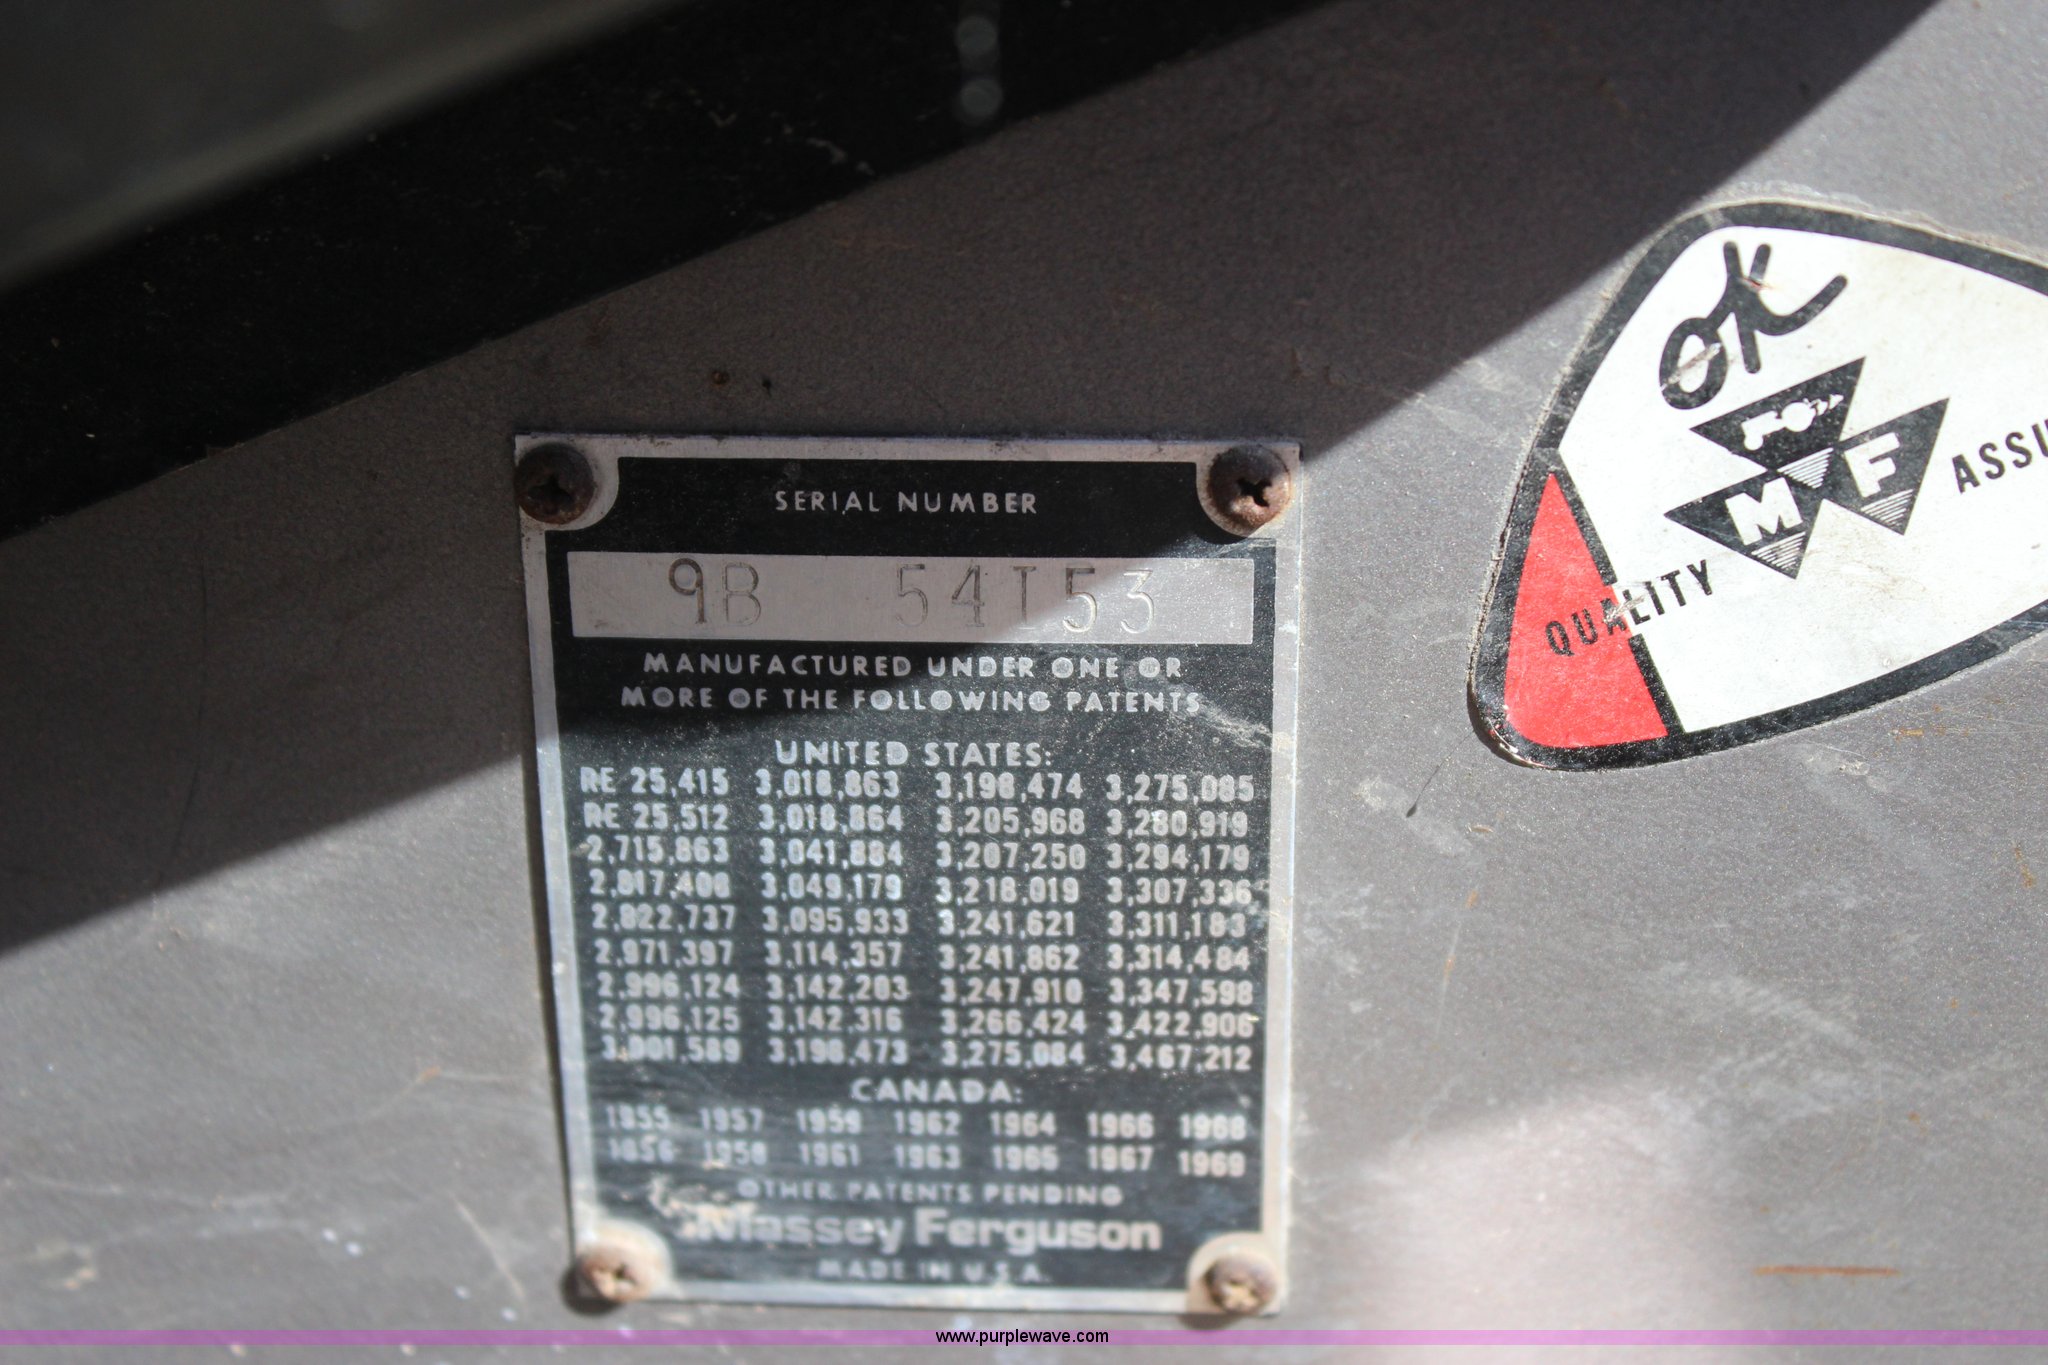 SERIAL NUMBER
9B 54153
MANUFACTURED UNDER ONE OR
MORE OF THE FOLLOWING PATENTS
UNITED STATES:
RE 25,415 3,018,863 3,198,474 3,275,085
RE 25,512 3,018,864 3,205,968 3,280,919
2,715,863 3,041,884 3,207,250 3,294,179
2,817,408 3,049,179 3,218,019 3,307,336
2,822,737 3,095,933 3,241,621 3,311,183
2,971,397 3,114,357 3,241,862 3,314,484
2,996,124 3,142,203 3,247,910 3,347,598
2,996,125 3,142,316 3,266,424 3,422,906
3,001,589 3,198,473 3,275,084 3,467,212
CANADA:
1955 1957 1959 1962 1964 1966 1968
1956 1958 1961 1963 1965 1967 1969
OTHER PATENTS PENDING
Massey Ferguson
MADE IN U.S.A.
OK
M F
QUALITY ASSU
www.purplewave.com